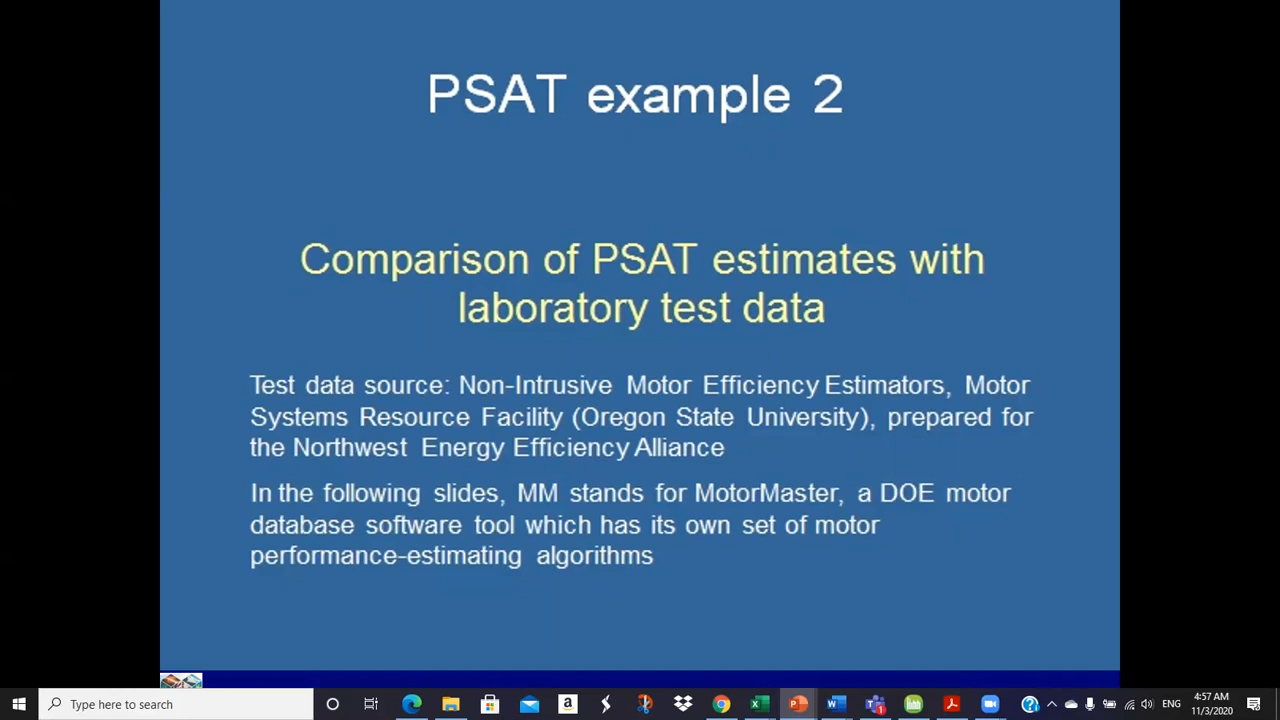 PSAT example 2
Comparison of PSAT estimates with
laboratory test data
Test data source: Non-Intrusive Motor Efficiency Estimators, Motor
Systems Resource Facility (Oregon State University), prepared for
the Northwest Energy Efficiency Alliance
In the following slides, MM stands for MotorMaster, a DOE motor
database software tool which has its own set of motor
performance-estimating algorithms
Type here to search
ENG
4:57 AM
11/3/2020